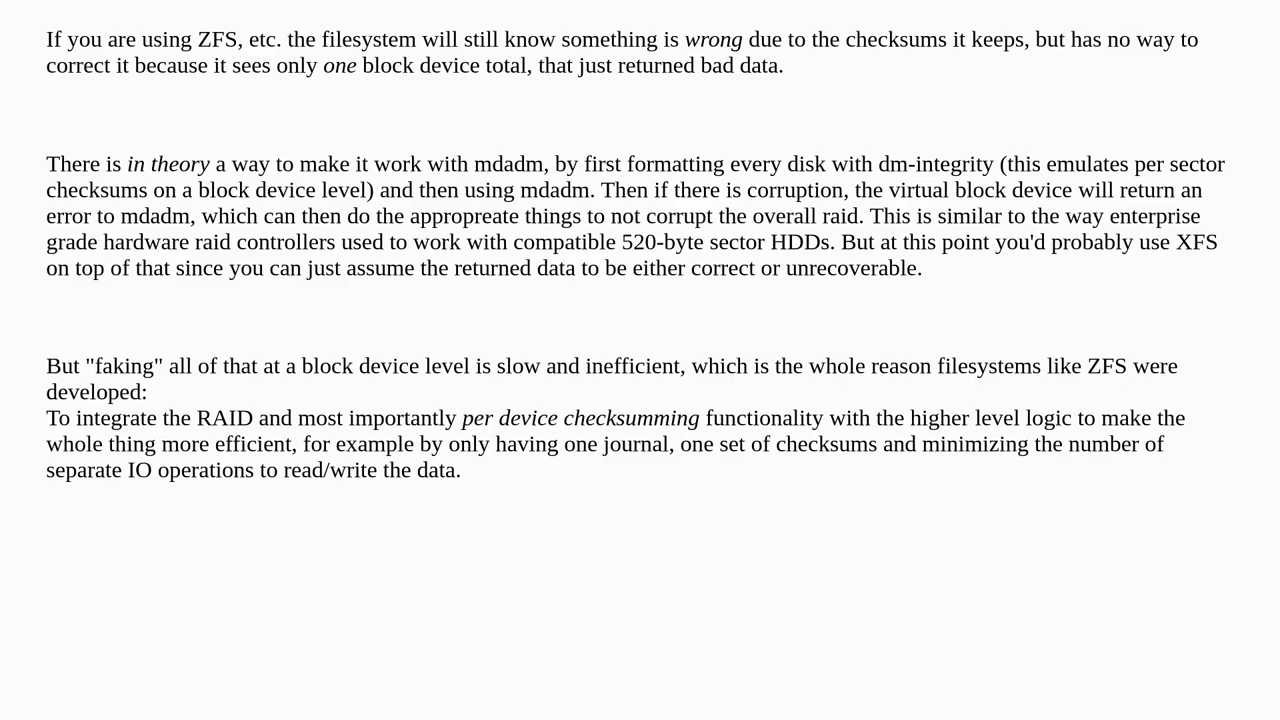 If you are using ZFS, etc. the filesystem will still know something is wrong due to the checksums it keeps, but has no way to
correct it because it sees only one block device total, that just returned bad data.
There is in theory a way to make it work with mdadm, by first formatting every disk with dm-integrity (this emulates per sector
checksums on a block device level) and then using mdadm. Then if there is corruption, the virtual block device will return an
error to mdadm, which can then do the appropreate things to not corrupt the overall raid. This is similar to the way enterprise
grade hardware raid controllers used to work with compatible 520-byte sector HDDs. But at this point you'd probably use XFS
on top of that since you can just assume the returned data to be either correct or unrecoverable.
But "faking" all of that at a block device level is slow and inefficient, which is the whole reason filesystems like ZFS were
developed:
To integrate the RAID and most importantly per device checksumming functionality with the higher level logic to make the
whole thing more efficient, for example by only having one journal, one set of checksums and minimizing the number of
separate IO operations to read/write the data.